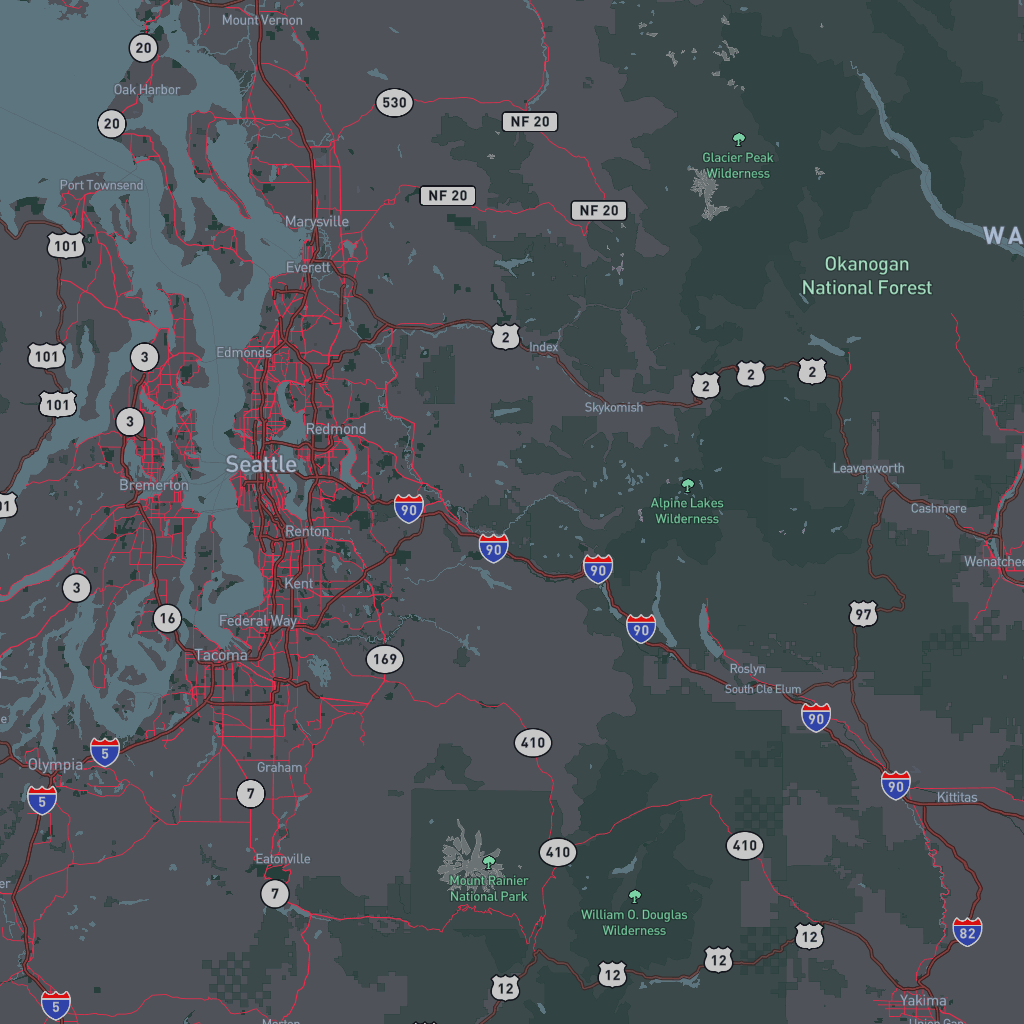 Mount Vernon
20
Oak Harbor
530
20
NF 20
Glacier Peak
Wilderness
Port Townsend
NF 20
NF 20
Marysville
101
WA
Everett
Okanogan
National Forest
2
Index
Edmonds
101
3
2
2
2
101
Skykomish
3
Redmond
Seattle
Leavenworth
Bremerton
Alpine Lakes
Wilderness
90
Cashmere
Renton
90
Wenatchee
90
3
Kent
16
Federal Way
90
97
Tacoma
169
Roslyn
South Cle Elum
90
5
410
Olympia
Graham
5
7
90
Kittitas
Eatonville
410
410
Mount Rainier
National Park
7
William O. Douglas
Wilderness
12
82
12
12
12
5
Yakima
Union Gap
Morton